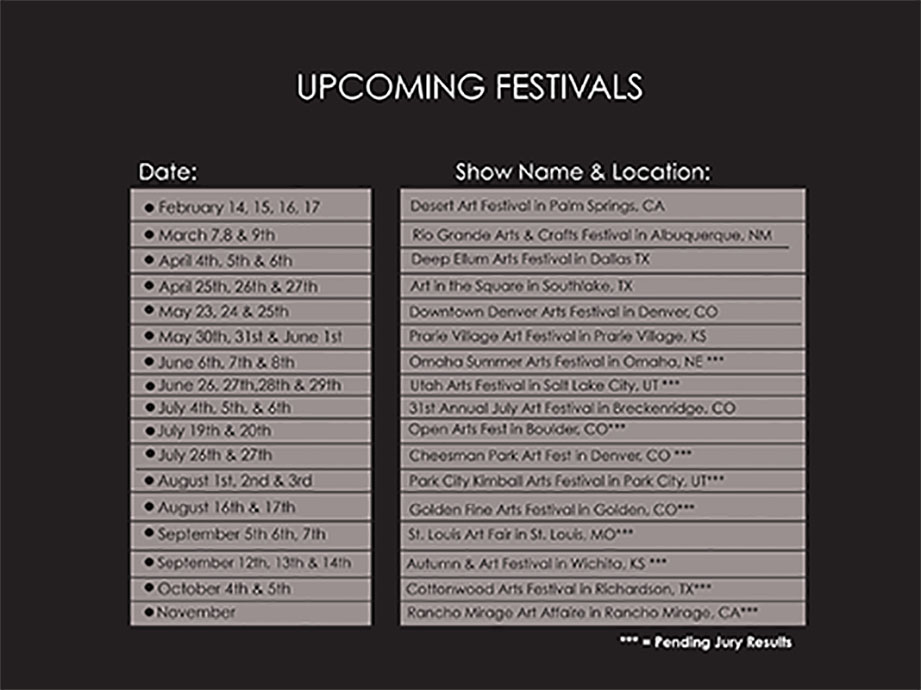 UPCOMING FESTIVALS
Date: Show Name & Location:
• February 14, 15, 16, 17 Desert Art Festival in Palm Springs, CA
• March 7,8 & 9th Rio Grande Arts & Crafts Festival in Albuquerque, NM
• April 4th, 5th & 6th Deep Ellum Arts Festival in Dallas TX
• April 25th, 26th & 27th Art in the Square in Southlake, TX
• May 23, 24 & 25th Downtown Denver Arts Festival in Denver, CO
• May 30th, 31st & June 1st Prarie Village Art Festival in Prarie Village, KS
• June 6th, 7th & 8th Omaha Summer Arts Festival in Omaha, NE ***
• June 26, 27th,28th & 29th Utah Arts Festival in Salt Lake City, UT ***
• July 4th, 5th, & 6th 31st Annual July Art Festival in Breckenridge, CO
• July 19th & 20th Open Arts Fest in Boulder, CO***
• July 26th & 27th Cheesman Park Art Fest in Denver, CO ***
• August 1st, 2nd & 3rd Park City Kimball Arts Festival in Park City, UT***
• August 16th & 17th Golden Fine Arts Festival in Golden, CO***
• September 5th 6th, 7th St. Louis Art Fair in St. Louis, MO***
• September 12th, 13th & 14th Autumn & Art Festival in Wichita, KS ***
• October 4th & 5th Cottonwood Arts Festival in Richardson, TX***
• November Rancho Mirage Art Affaire in Rancho Mirage, CA***
*** = Pending Jury Results